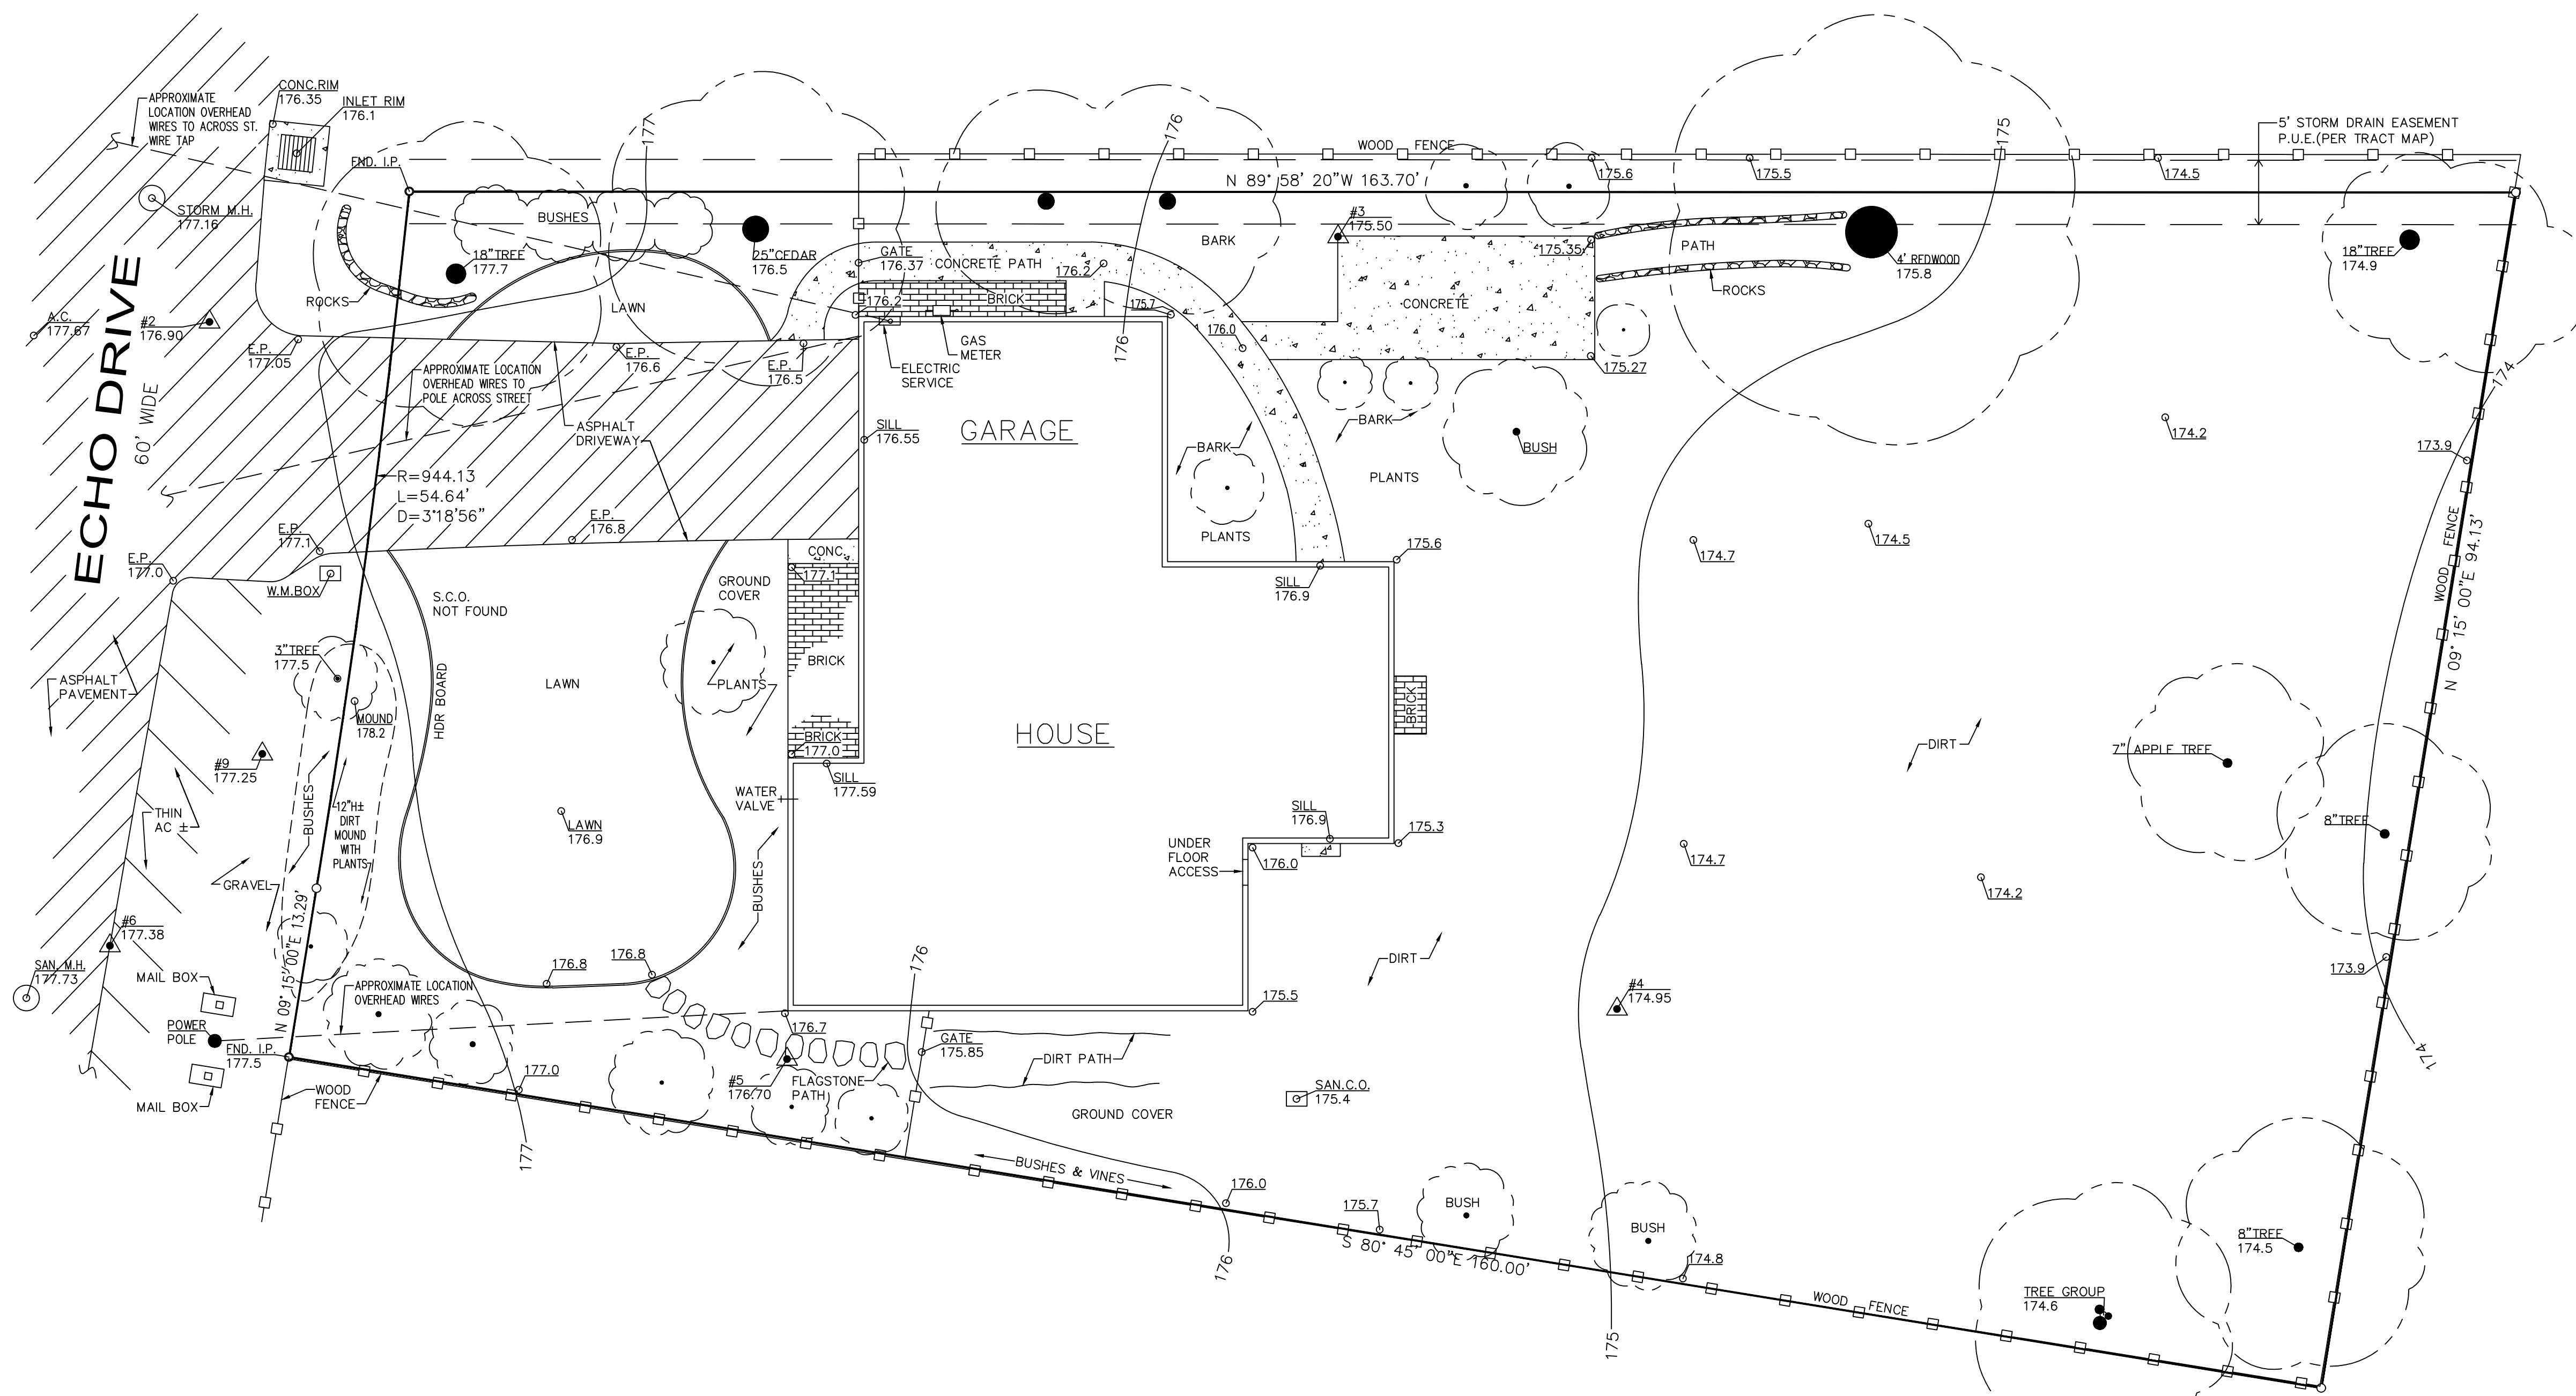 CONC.RIM
176.35
INLET RIM
176.1
APPROXIMATE
LOCATION OVERHEAD
WIRES TO ACROSS ST.
WIRE TAP
FND. I.P.
STORM M.H.
177.16
ECHO DRIVE
60' WIDE
A.C.
177.67
#2
176.90
E.P.
177.05
ROCKS
BUSHES
18"TREE
177.7
25"CEDAR
176.5
177
LAWN
E.P.
176.6
E.P.
176.5
APPROXIMATE LOCATION
OVERHEAD WIRES TO
POLE ACROSS STREET
ASPHALT
DRIVEWAY
R=944.13
L=54.64'
D=3°18'56"
E.P.
176.8
E.P.
177.1
E.P.
177.0
W.M.BOX
WOOD FENCE
N 89° 58' 20"W 163.70'
176
GATE
176.37
CONCRETE PATH
176.2
176.2
BRICK
175.7
176
GAS
METER
ELECTRIC
SERVICE
SILL
176.55
GARAGE
BARK
#3
175.50
176.0
CONCRETE
175.35
175.27
175.6
175.5
174.5
175
PATH
ROCKS
4' REDWOOD
175.8
5' STORM DRAIN EASEMENT
P.U.E.(PER TRACT MAP)
18"TREE
174.9
174
174.2
173.9
BARK
BARK
BUSH
PLANTS
PLANTS
174.7
174.5
WOOD FENCE
N 09° 15' 00"E 94.13'
175.6
SILL
176.9
CONC.
177.1
GROUND
COVER
BRICK
PLANTS
BRICK
177.0
SILL
177.59
WATER
VALVE
HOUSE
BRICK
S.C.O.
NOT FOUND
HDR BOARD
LAWN
LAWN
176.9
3"TREE
177.5
MOUND
178.2
ASPHALT
PAVEMENT
#9
177.25
THIN
AC ±
GRAVEL
BUSHES
12"H±
DIRT
MOUND
WITH
PLANTS
BUSHES
N 09° 15' 00"E 13.29'
#6
177.38
SAN. M.H.
177.73
MAIL BOX
POWER
POLE
FND. I.P.
177.5
MAIL BOX
WOOD
FENCE
APPROXIMATE LOCATION
OVERHEAD WIRES
176.8
176.8
177.0
177
176.7
#5
176.70
FLAGSTONE
PATH
176
GATE
175.85
DIRT PATH
GROUND COVER
SAN.C.O.
175.4
UNDER
FLOOR
ACCESS
SILL
176.9
176.0
175.3
175.5
DIRT
DIRT
174.7
174.2
#4
174.95
7" APPLE TREE
8"TREE
173.9
174
BUSHES & VINES
176.0
176
175.7
S 80° 45' 00"E 160.00'
BUSH
BUSH
174.8
175
WOOD FENCE
TREE GROUP
174.6
8"TREE
174.5